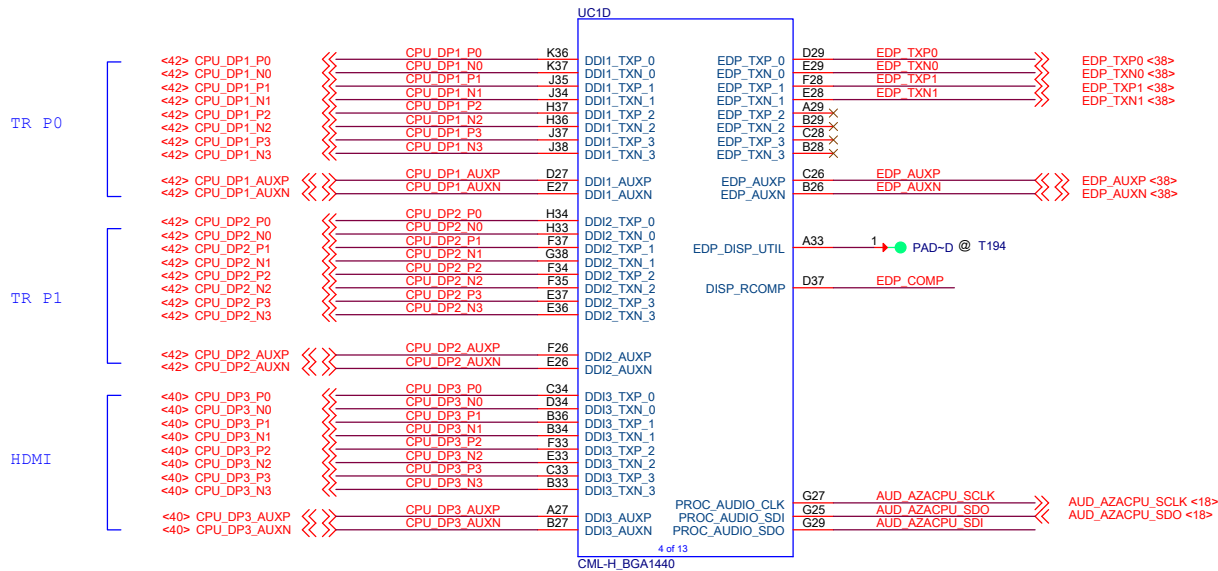 UC1D
TR P0
<42> CPU_DP1_P0 CPU_DP1_P0 K36 DDI1_TXP_0 EDP_TXP_0 D29 EDP_TXP0 EDP_TXP0 <38>
<42> CPU_DP1_N0 CPU_DP1_N0 K37 DDI1_TXN_0 EDP_TXN_0 E29 EDP_TXN0 EDP_TXN0 <38>
<42> CPU_DP1_P1 CPU_DP1_P1 J35 DDI1_TXP_1 EDP_TXP_1 F28 EDP_TXP1 EDP_TXP1 <38>
<42> CPU_DP1_N1 CPU_DP1_N1 J34 DDI1_TXN_1 EDP_TXN_1 E28 EDP_TXN1 EDP_TXN1 <38>
<42> CPU_DP1_P2 CPU_DP1_P2 H37 DDI1_TXP_2 EDP_TXP_2 A29
<42> CPU_DP1_N2 CPU_DP1_N2 H36 DDI1_TXN_2 EDP_TXN_2 B29
<42> CPU_DP1_P3 CPU_DP1_P3 J37 DDI1_TXP_3 EDP_TXP_3 C28
<42> CPU_DP1_N3 CPU_DP1_N3 J38 DDI1_TXN_3 EDP_TXN_3 B28
<42> CPU_DP1_AUXP CPU_DP1_AUXP D27 DDI1_AUXP EDP_AUXP C26 EDP_AUXP EDP_AUXP <38>
<42> CPU_DP1_AUXN CPU_DP1_AUXN E27 DDI1_AUXN EDP_AUXN B26 EDP_AUXN EDP_AUXN <38>
TR P1
<42> CPU_DP2_P0 CPU_DP2_P0 H34 DDI2_TXP_0
<42> CPU_DP2_N0 CPU_DP2_N0 H33 DDI2_TXN_0
<42> CPU_DP2_P1 CPU_DP2_P1 F37 DDI2_TXP_1 EDP_DISP_UTIL A33 1 PAD~D @ T194
<42> CPU_DP2_N1 CPU_DP2_N1 G38 DDI2_TXN_1
<42> CPU_DP2_P2 CPU_DP2_P2 F34 DDI2_TXP_2
<42> CPU_DP2_N2 CPU_DP2_N2 F35 DDI2_TXN_2 DISP_RCOMP D37 EDP_COMP
<42> CPU_DP2_P3 CPU_DP2_P3 E37 DDI2_TXP_3
<42> CPU_DP2_N3 CPU_DP2_N3 E36 DDI2_TXN_3
<42> CPU_DP2_AUXP CPU_DP2_AUXP F26 DDI2_AUXP
<42> CPU_DP2_AUXN CPU_DP2_AUXN E26 DDI2_AUXN
HDMI
<40> CPU_DP3_P0 CPU_DP3_P0 C34 DDI3_TXP_0
<40> CPU_DP3_N0 CPU_DP3_N0 D34 DDI3_TXN_0
<40> CPU_DP3_P1 CPU_DP3_P1 B36 DDI3_TXP_1
<40> CPU_DP3_N1 CPU_DP3_N1 B34 DDI3_TXN_1
<40> CPU_DP3_P2 CPU_DP3_P2 F33 DDI3_TXP_2
<40> CPU_DP3_N2 CPU_DP3_N2 E33 DDI3_TXN_2
<40> CPU_DP3_P3 CPU_DP3_P3 C33 DDI3_TXP_3
<40> CPU_DP3_N3 CPU_DP3_N3 B33 DDI3_TXN_3
PROC_AUDIO_CLK G27 AUD_AZACPU_SCLK AUD_AZACPU_SCLK <18>
<40> CPU_DP3_AUXP CPU_DP3_AUXP A27 DDI3_AUXP PROC_AUDIO_SDI G25 AUD_AZACPU_SDO AUD_AZACPU_SDO <18>
<40> CPU_DP3_AUXN CPU_DP3_AUXN B27 DDI3_AUXN PROC_AUDIO_SDO G29 AUD_AZACPU_SDI
4 of 13
CML-H_BGA1440